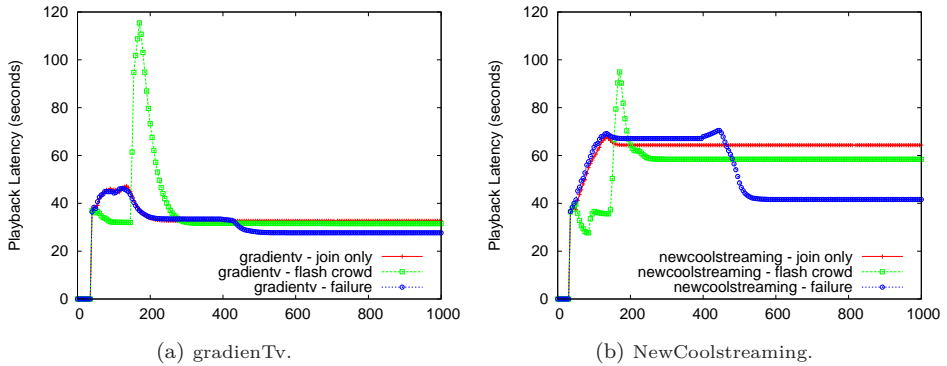 Playback Latency (seconds)
120
100
80
60
40
20
0
gradientv - join only
gradientv - flash crowd
gradientv - failure
0 200 400 600 800 1000
(a) gradienTv.
Playback Latency (seconds)
120
100
80
60
40
20
0
newcoolstreaming - join only
newcoolstreaming - flash crowd
newcoolstreaming - failure
0 200 400 600 800 1000
(b) NewCoolstreaming.